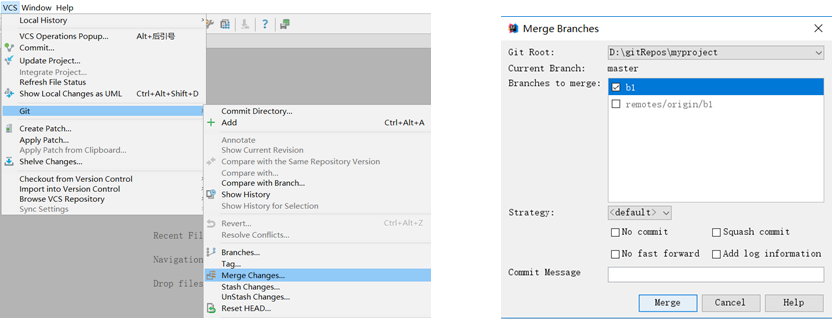 VCS Window Help
Local History
VCS Operations Popup... Alt+后引号
Commit...
Update Project...
Integrate Project...
Refresh File Status
Show Local Changes as UML Ctrl+Alt+Shift+D
Git
Create Patch...
Apply Patch...
Apply Patch from Clipboard...
Shelve Changes...
Checkout from Version Control
Import into Version Control
Browse VCS Repository
Sync Settings
Commit Directory...
Add Ctrl+Alt+A
Annotate
Show Current Revision
Compare with the Same Repository Version
Compare with...
Compare with Branch...
Show History
Show History for Selection
Revert... Ctrl+Alt+Z
Resolve Conflicts...
Branches...
Tag...
Merge Changes...
Stash Changes...
UnStash Changes...
Reset HEAD...
Recent Fil
Navigation
Drop files
Merge Branches
Git Root: D:\gitRepos\myproject
Current Branch: master
Branches to merge: b1
remotes/origin/b1
Strategy: <default>
No commit Squash commit
No fast forward Add log information
Commit Message
Merge Cancel Help